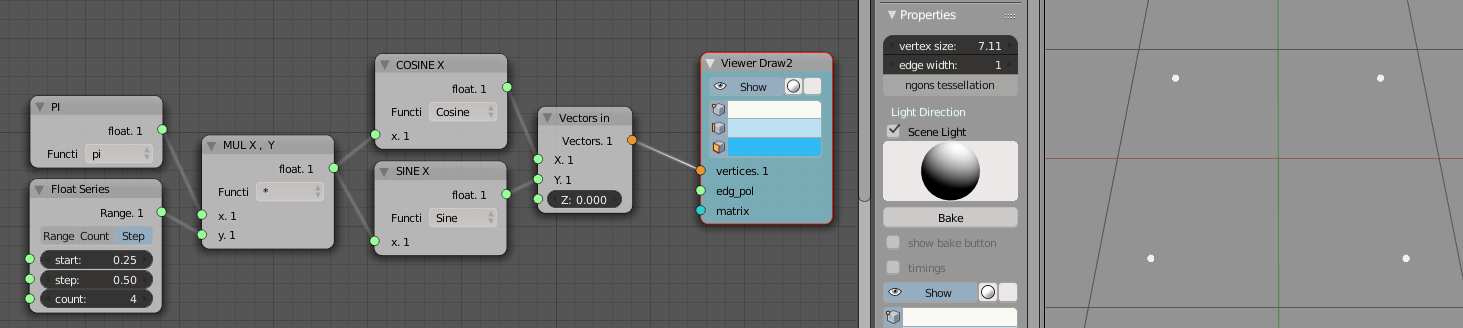 PI
float. 1
Functi pi
Float Series
Range. 1
Range Count Step
start: 0.25
step: 0.50
count: 4
MUL X , Y
float. 1
Functi *
x. 1
y. 1
COSINE X
float. 1
Functi Cosine
x. 1
SINE X
float. 1
Functi Sine
x. 1
Vectors in
Vectors. 1
X. 1
Y. 1
Z: 0.000
Viewer Draw2
Show
vertices. 1
edg_pol
matrix
Properties
vertex size: 7.11
edge width: 1
ngons tessellation
Light Direction
Scene Light
Bake
show bake button
timings
Show